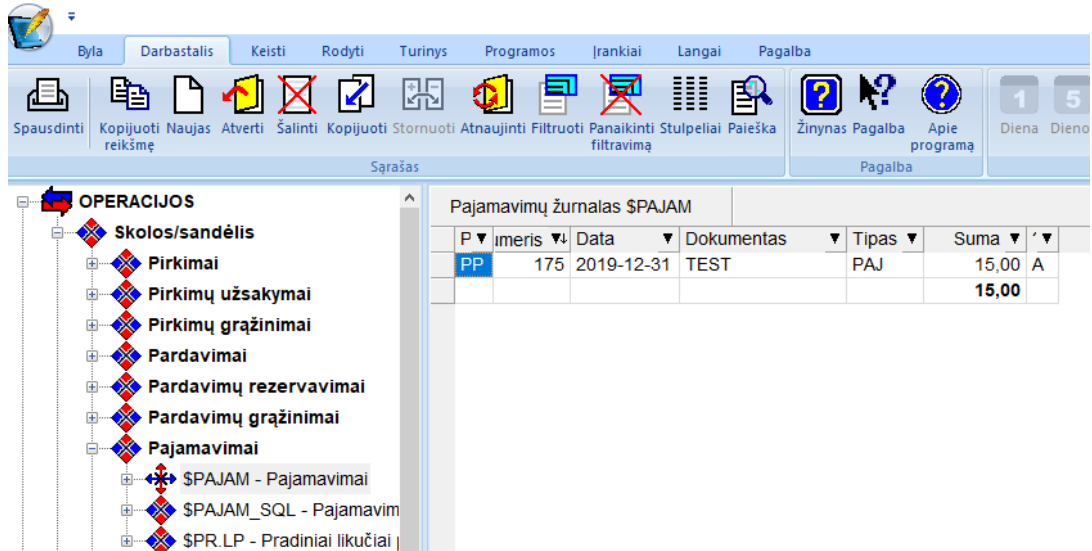 Byla Darbastalis Keisti Rodyti Turinys Programos Įrankiai Langai Pagalba
Spausdinti Kopijuoti reikšmę Naujas Atverti Šalinti Kopijuoti Stornuoti Atnaujinti Filtruoti Panaikinti filtravimą Stulpeliai Paieška Žinynas Pagalba Apie programą 1 Diena 5 Dieno
Sąrašas Pagalba
OPERACIJOS
Skolos/sandėlis
Pirkimai
Pirkimų užsakymai
Pirkimų grąžinimai
Pardavimai
Pardavimų rezervavimai
Pardavimų grąžinimai
Pajamavimai
$PAJAM - Pajamavimai
$PAJAM_SQL - Pajamavim
$PR.LP - Pradiniai likučiai
Pajamavimų žurnalas $PAJAM
P umeris Data Dokumentas Tipas Suma
PP 175 2019-12-31 TEST PAJ 15,00 A
15,00